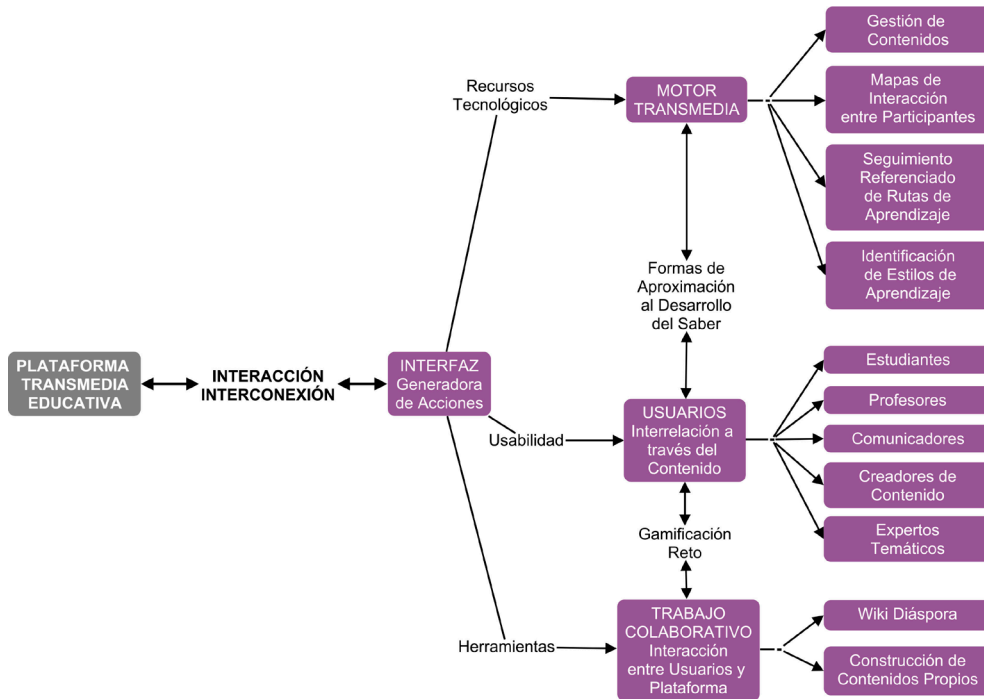 PLATAFORMA
TRANSMEDIA
EDUCATIVA
INTERACCIÓN
INTERCONEXIÓN
INTERFAZ
Generadora
de Acciones
Recursos
Tecnológicos
MOTOR
TRANSMEDIA
Gestión de
Contenidos
Mapas de
Interacción
entre Participantes
Seguimiento
Referenciado
de Rutas de
Aprendizaje
Identificación
de Estilos de
Aprendizaje
Formas de
Aproximación
al Desarrollo
del Saber
Usabilidad
USUARIOS
Interrelación a
través del
Contenido
Estudiantes
Profesores
Comunicadores
Creadores de
Contenido
Expertos
Temáticos
Gamificación
Reto
Herramientas
TRABAJO
COLABORATIVO
Interacción
entre Usuarios y
Plataforma
Wiki Diáspora
Construcción de
Contenidos Propios